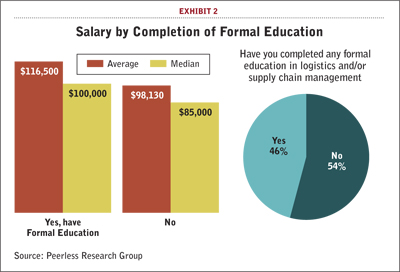 EXHIBIT 2
Salary by Completion of Formal Education
Average
Median
$116,500
$100,000
$98,130
$85,000
Yes, have
Formal Education
No
Have you completed any formal
education in logistics and/or
supply chain management
Yes
46%
No
54%
Source: Peerless Research Group